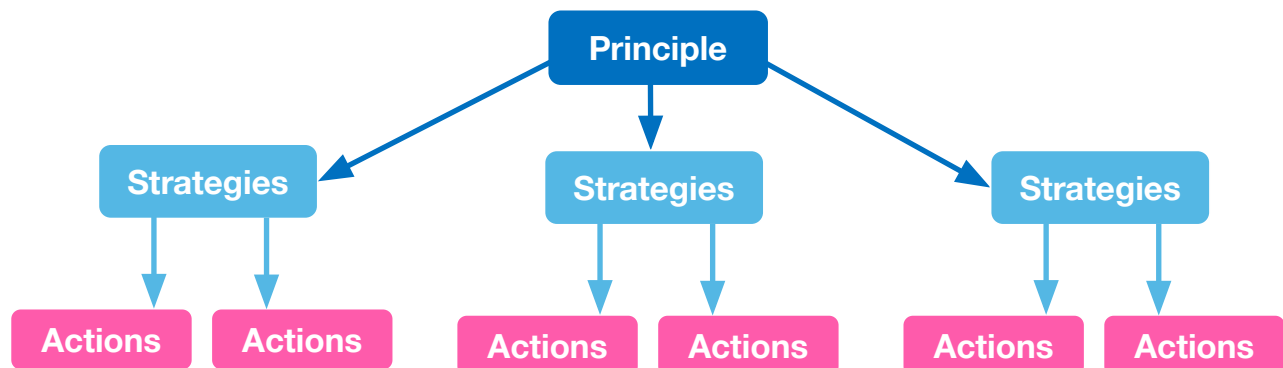 Principle
Strategies
Strategies
Strategies
Actions
Actions
Actions
Actions
Actions
Actions